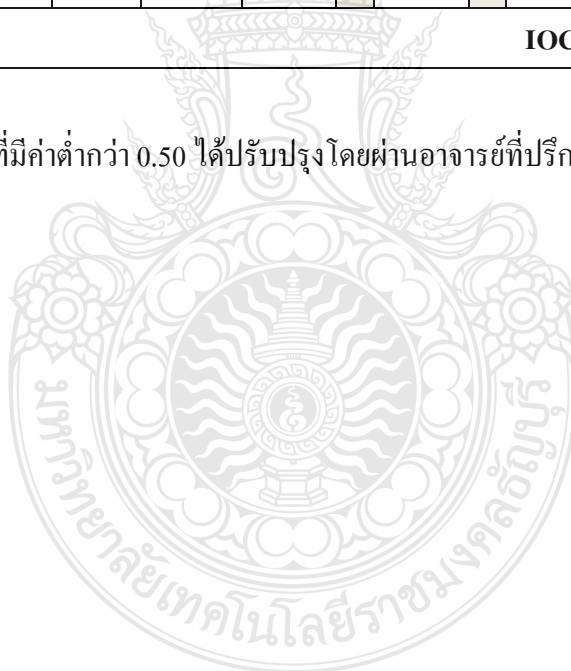 IOC
ที่มีค่าต่ำกว่า 0.50 ได้ปรับปรุงโดยผ่านอาจารย์ที่ปรึก
มหาวิทยาลัยเทคโนโลยีราชมงคลธัญบุรี